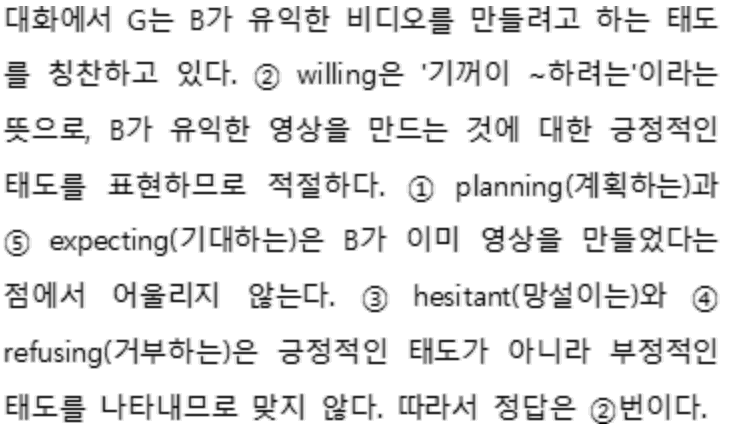 대화에서 G는 B가 유익한 비디오를 만들려고 하는 태도
를 칭찬하고 있다. ② willing은 '기꺼이 ~하려는'이라는
뜻으로, B가 유익한 영상을 만드는 것에 대한 긍정적인
태도를 표현하므로 적절하다. ① planning(계획하는)과
⑤ expecting(기대하는)은 B가 이미 영상을 만들었다는
점에서 어울리지 않는다. ③ hesitant(망설이는)와 ④
refusing(거부하는)은 긍정적인 태도가 아니라 부정적인
태도를 나타내므로 맞지 않다. 따라서 정답은 ②번이다.